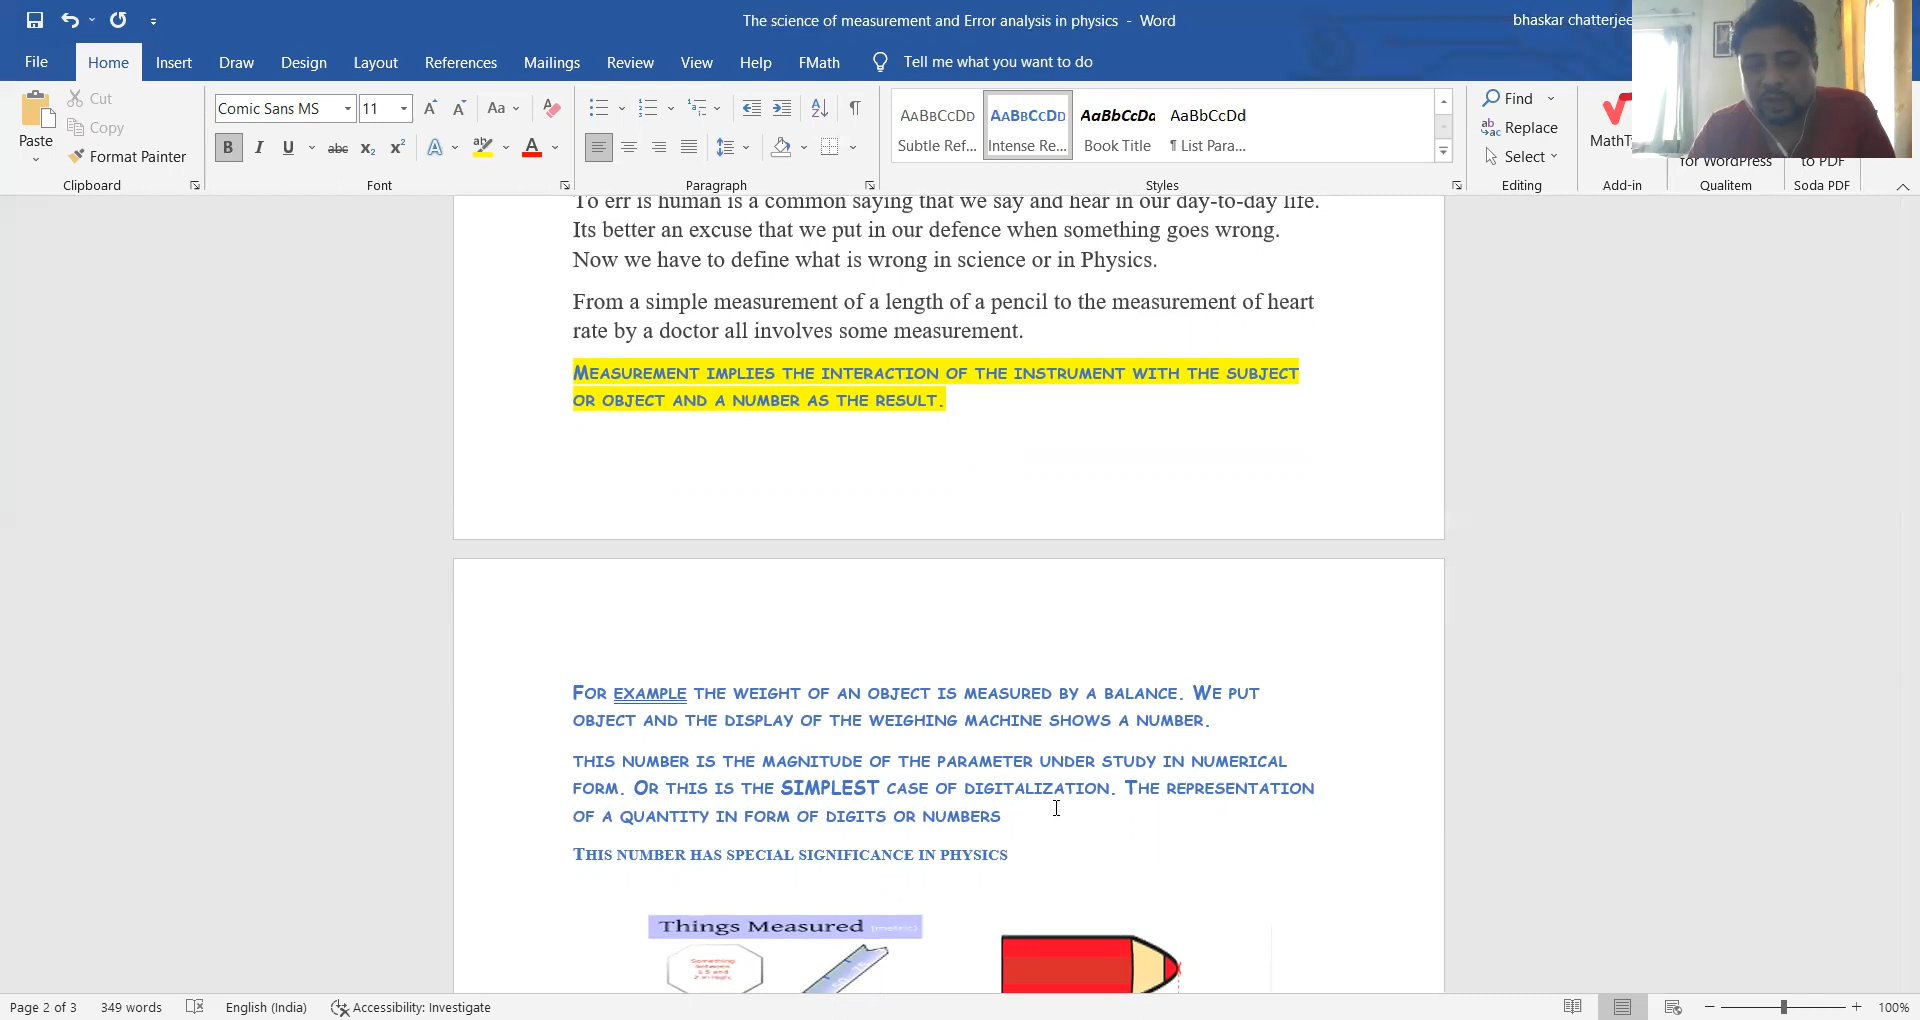 The science of measurement and Error analysis in physics - Word
bhaskar chatterjee
File Home Insert Draw Design Layout References Mailings Review View Help FMath Tell me what you want to do
Cut
Copy
Paste
Format Painter
Clipboard
Comic Sans MS 11
Font
Paragraph
AaBbCcDd AaBbCcDd AaBbCcDd AaBbCcDd
Subtle Ref... Intense Re... Book Title ¶ List Para...
Styles
Find
Replace
Select
Editing
Add-in
for WordPress
Qualitem
to PDF
Soda PDF
To err is human is a common saying that we say and hear in our day-to-day life.
Its better an excuse that we put in our defence when something goes wrong.
Now we have to define what is wrong in science or in Physics.
From a simple measurement of a length of a pencil to the measurement of heart
rate by a doctor all involves some measurement.
Measurement implies the interaction of the instrument with the subject
or object and a number as the result.
For example the weight of an object is measured by a balance. We put
object and the display of the weighing machine shows a number.
this number is the magnitude of the parameter under study in numerical
form. Or this is the SIMPLEST case of digitalization. The representation
of a quantity in form of digits or numbers
This number has special significance in physics
Things Measured (metric)
Something
between
1.5 and
Page 2 of 3 349 words English (India) Accessibility: Investigate 100%